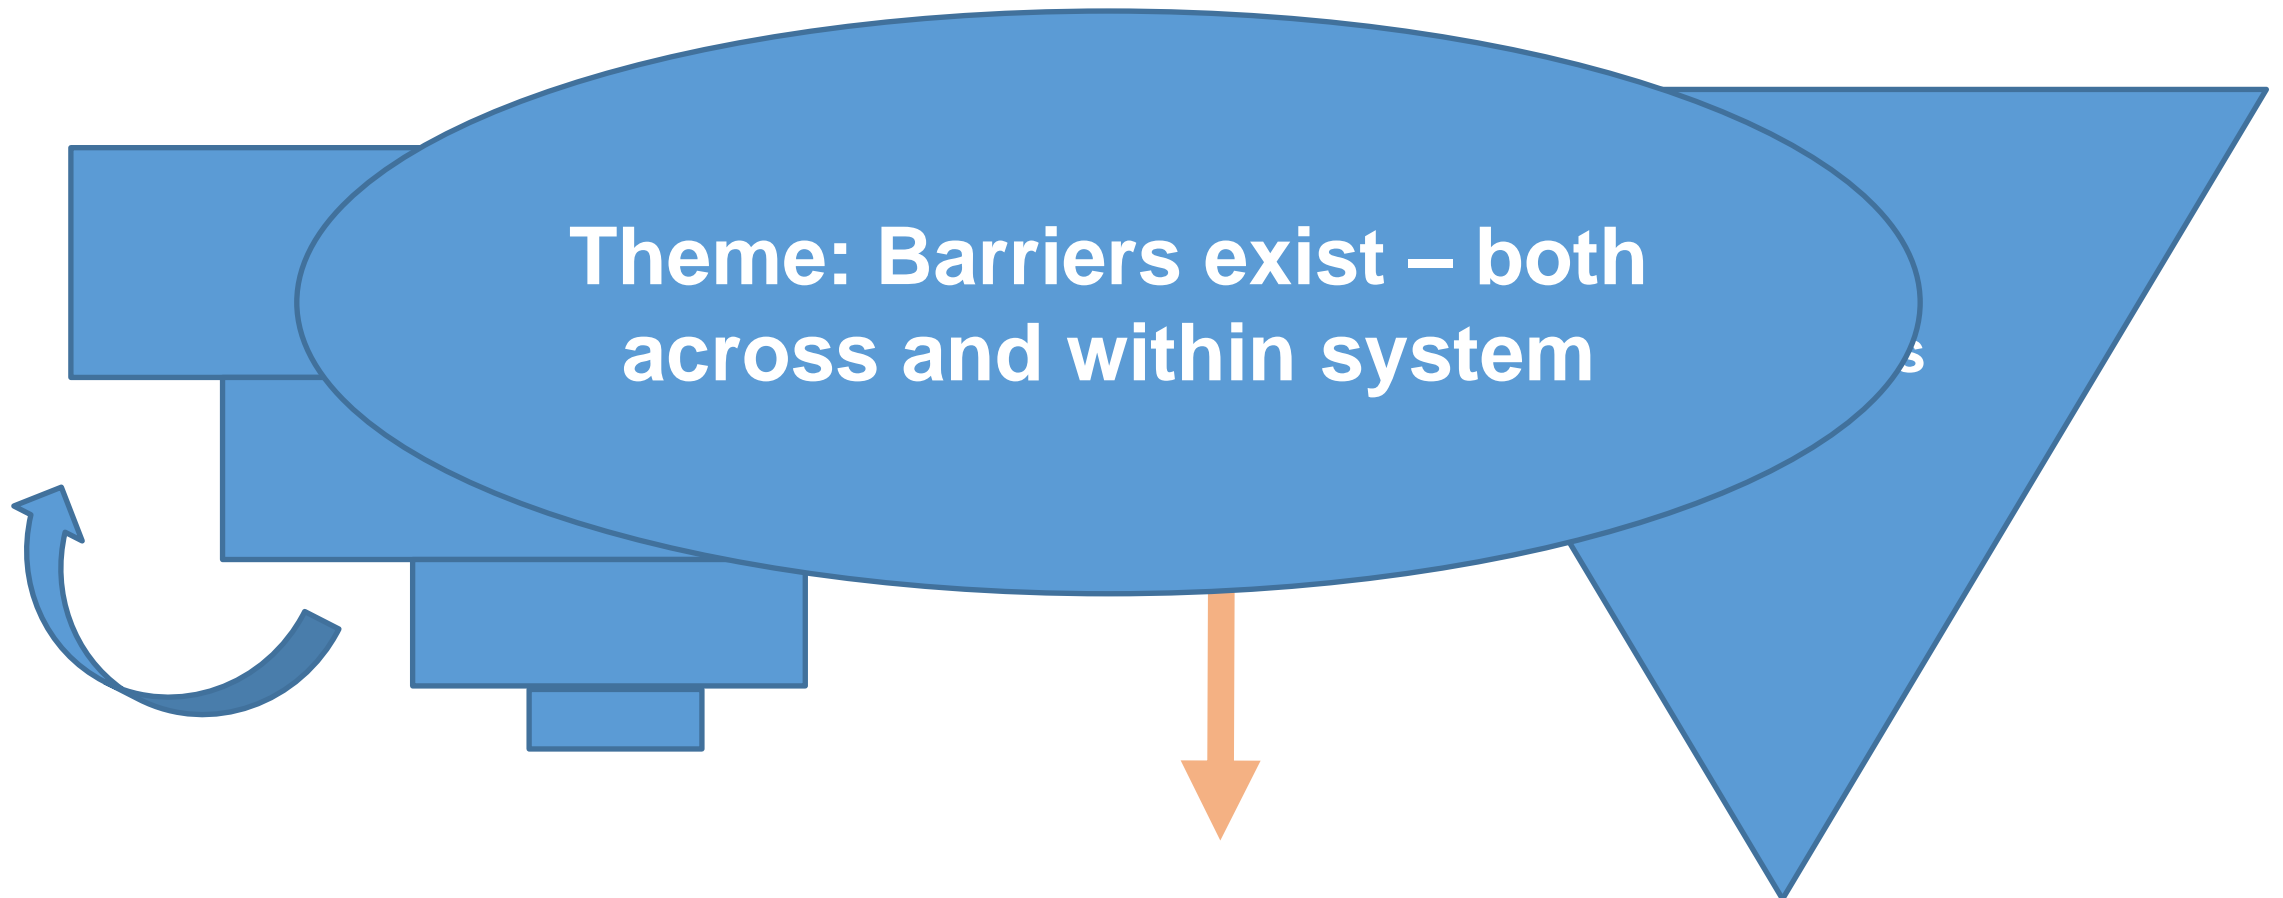 Theme: Barriers exist – both
across and within system